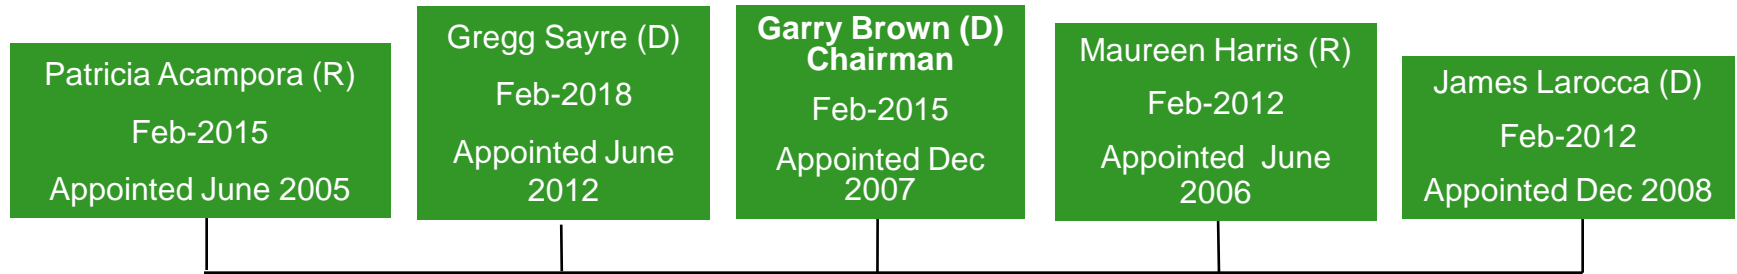 Patricia Acampora (R)
Feb-2015
Appointed June 2005
Gregg Sayre (D)
Feb-2018
Appointed June
2012
Garry Brown (D)
Chairman
Feb-2015
Appointed Dec
2007
Maureen Harris (R)
Feb-2012
Appointed June
2006
James Larocca (D)
Feb-2012
Appointed Dec 2008